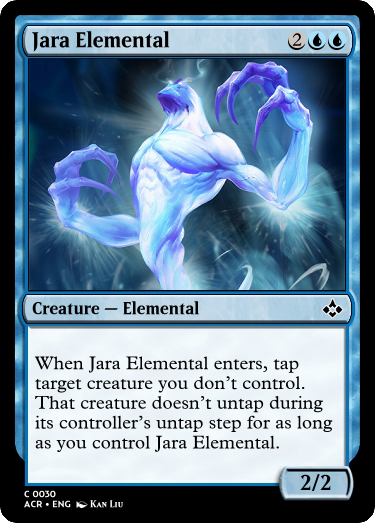 Jara Elemental 2
Creature — Elemental
When Jara Elemental enters, tap
target creature you don't control.
That creature doesn't untap during
its controller's untap step for as long
as you control Jara Elemental.
2/2
C 0030
ACR • ENG Kan Liu